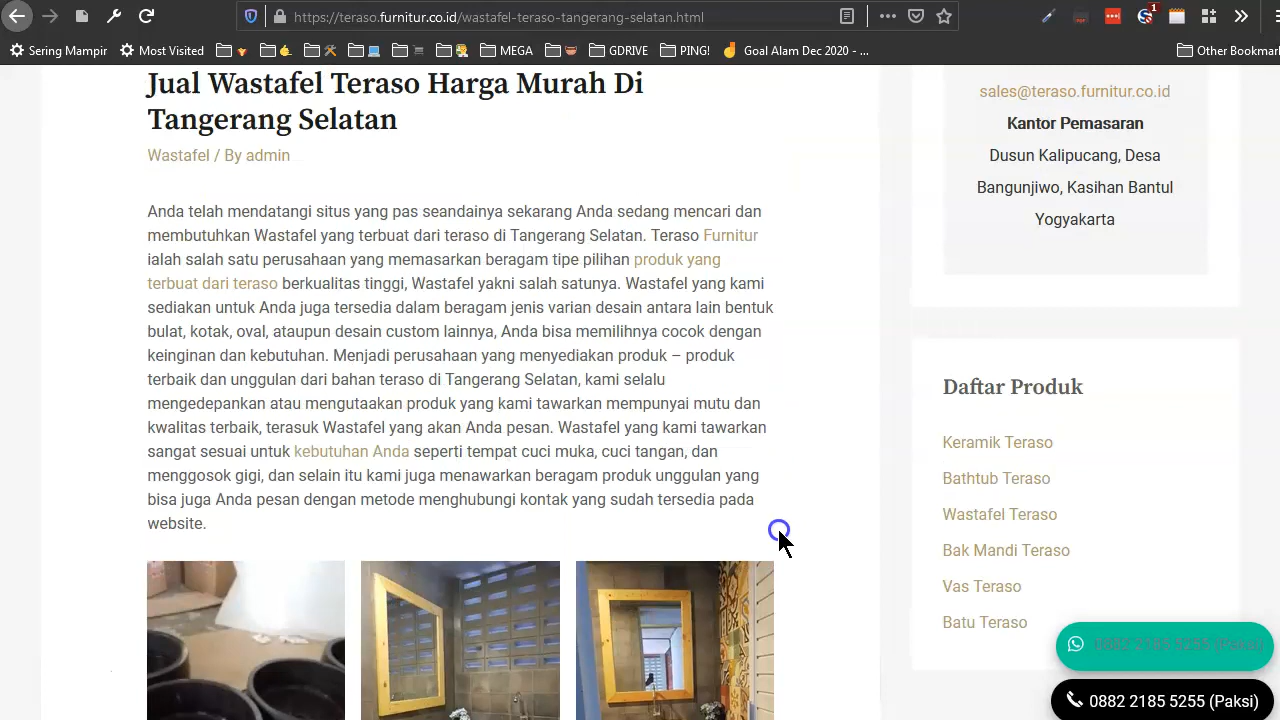 https://teraso.furnitur.co.id/wastafel-teraso-tangerang-selatan.html
1
Sering Mampir Most Visited MEGA GDRIVE PING! Goal Alam Dec 2020 - ... Other Bookmar
Jual Wastafel Teraso Harga Murah Di
Tangerang Selatan
Wastafel / By admin
Anda telah mendatangi situs yang pas seandainya sekarang Anda sedang mencari dan
membutuhkan Wastafel yang terbuat dari teraso di Tangerang Selatan. Teraso Furnitur
ialah salah satu perusahaan yang memasarkan beragam tipe pilihan produk yang
terbuat dari teraso berkualitas tinggi, Wastafel yakni salah satunya. Wastafel yang kami
sediakan untuk Anda juga tersedia dalam beragam jenis varian desain antara lain bentuk
bulat, kotak, oval, ataupun desain custom lainnya, Anda bisa memilihnya cocok dengan
keinginan dan kebutuhan. Menjadi perusahaan yang menyediakan produk – produk
terbaik dan unggulan dari bahan teraso di Tangerang Selatan, kami selalu
mengedepankan atau mengutaakan produk yang kami tawarkan mempunyai mutu dan
kwalitas terbaik, terasuk Wastafel yang akan Anda pesan. Wastafel yang kami tawarkan
sangat sesuai untuk kebutuhan Anda seperti tempat cuci muka, cuci tangan, dan
menggosok gigi, dan selain itu kami juga menawarkan beragam produk unggulan yang
bisa juga Anda pesan dengan metode menghubungi kontak yang sudah tersedia pada
website.
sales@teraso.furnitur.co.id
Kantor Pemasaran
Dusun Kalipucang, Desa
Bangunjiwo, Kasihan Bantul
Yogyakarta
Daftar Produk
Keramik Teraso
Bathtub Teraso
Wastafel Teraso
Bak Mandi Teraso
Vas Teraso
Batu Teraso
0882 2185 5255 (Paksi)
0882 2185 5255 (Paksi)